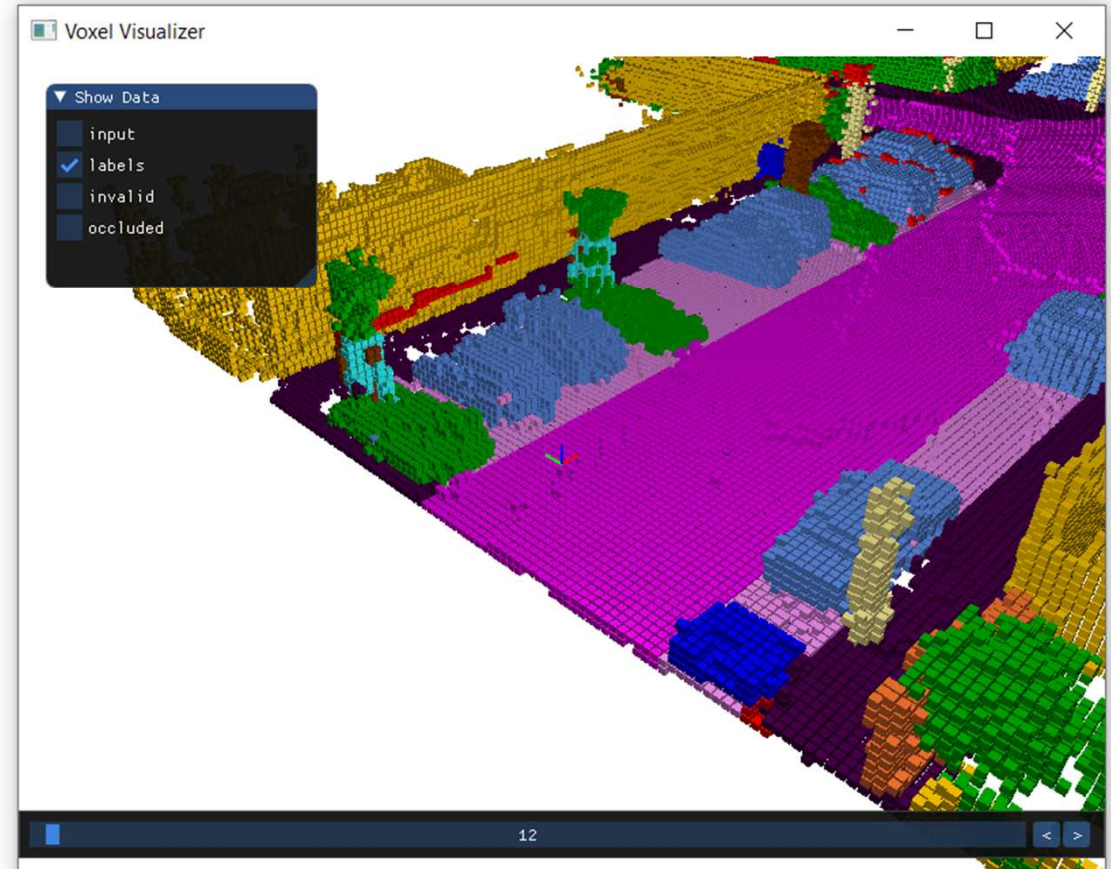 Voxel Visualizer
Show Data
input
labels
invalid
occluded
12
< >